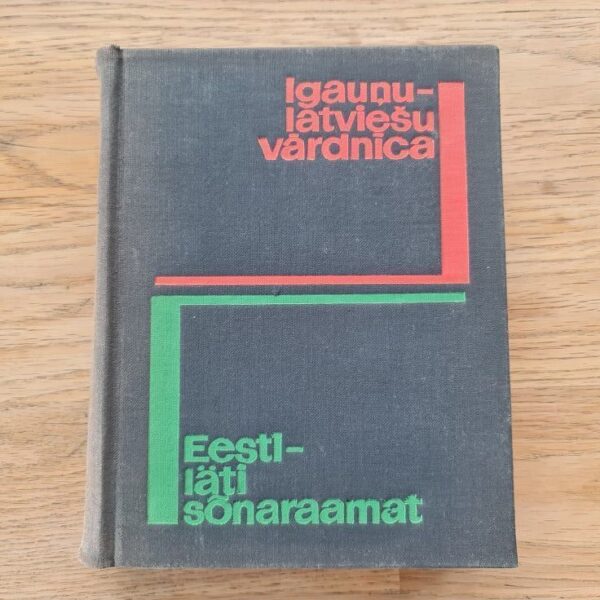 Igauņu-
latviešu
vārdnīca
Eesti-
läti
sõnaraamat